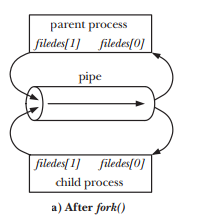 parent process
filedes[1] filedes[0]
pipe
filedes[1] filedes[0]
child process
a) After fork()